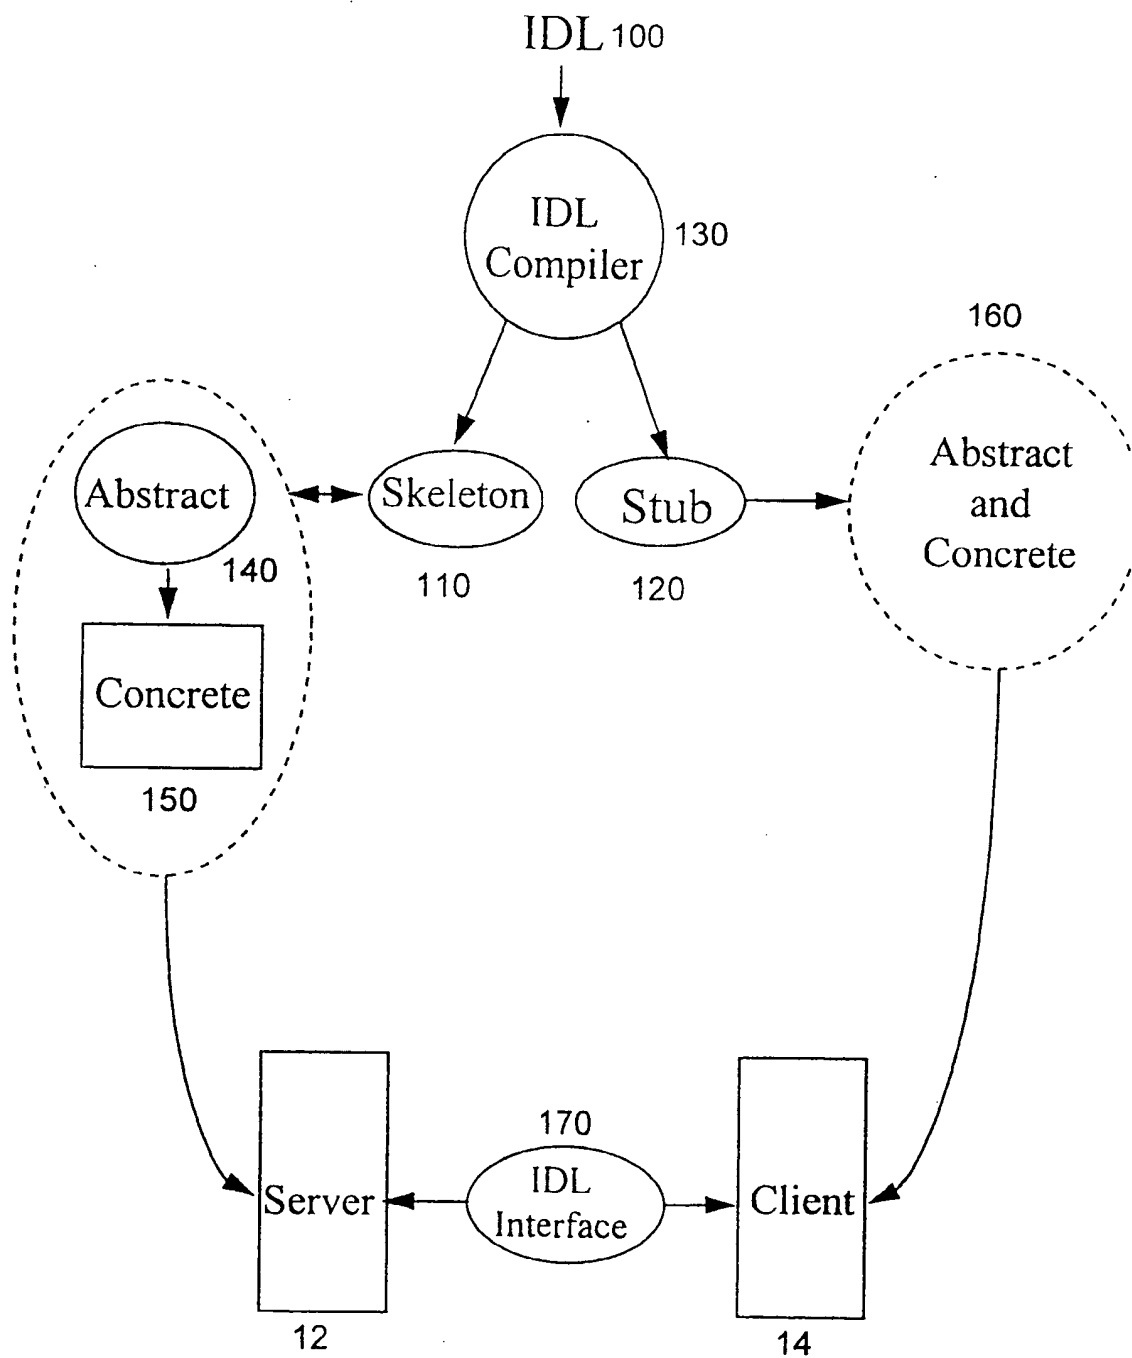 IDL 100
IDL
Compiler
130
160
Abstract
140
Skeleton
110
Stub
120
Abstract
and
Concrete
Concrete
150
170
IDL
Interface
Server
12
Client
14